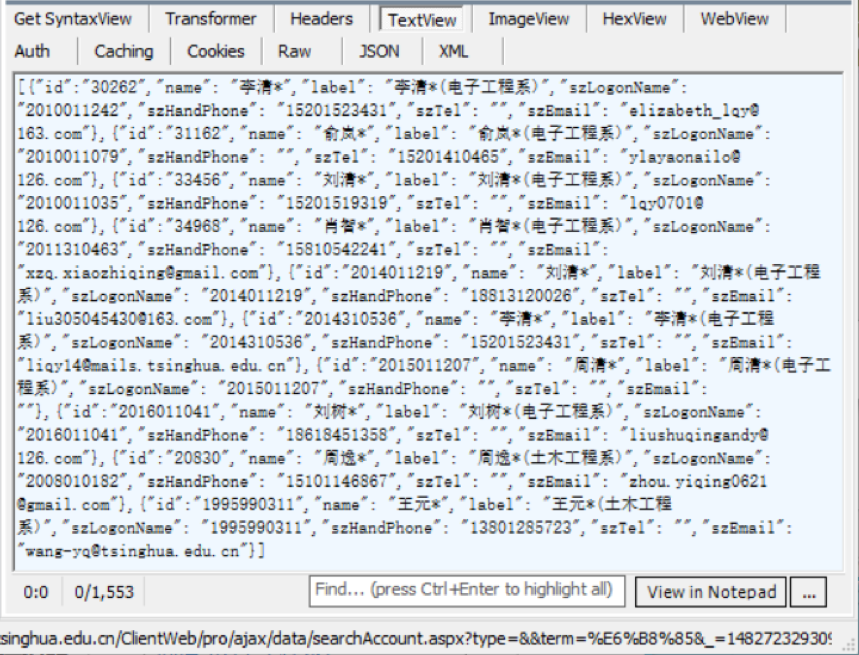 Get SyntaxView Transformer Headers TextView ImageView HexView WebView
Auth Caching Cookies Raw JSON XML
[{"id":"30262","name": "李清*","label": "李清*(电子工程系)","szLogonName":
"2010011242","szHandPhone": "15201523431","szTel": "","szEmail": "elizabeth_lqy@
163.com"},{"id":"31162","name": "俞岚*","label": "俞岚*(电子工程系)","szLogonName":
"2010011079","szHandPhone": "","szTel": "15201410465","szEmail": "ylayaonailo@
126.com"},{"id":"33456","name": "刘清*","label": "刘清*(电子工程系)","szLogonName":
"2010011035","szHandPhone": "15201519319","szTel": "","szEmail": "lqy0701@
126.com"},{"id":"34968","name": "肖智*","label": "肖智*(电子工程系)","szLogonName":
"2011310463","szHandPhone": "15810542241","szTel": "","szEmail":
"xzq.xiaozhiqing@gmail.com"},{"id":"2014011219","name": "刘清*","label": "刘清*(电子工程
系)","szLogonName": "2014011219","szHandPhone": "18813120026","szTel": "","szEmail":
"liu305045430@163.com"},{"id":"2014310536","name": "李清*","label": "李清*(电子工程
系)","szLogonName": "2014310536","szHandPhone": "15201523431","szTel": "","szEmail":
"liqy14@mails.tsinghua.edu.cn"},{"id":"2015011207","name": "周清*","label": "周清*(电子工
程系)","szLogonName": "2015011207","szHandPhone": "","szTel": "","szEmail":
""},{"id":"2016011041","name": "刘树*","label": "刘树*(电子工程系)","szLogonName":
"2016011041","szHandPhone": "18618451358","szTel": "","szEmail": "liushuqingandy@
126.com"},{"id":"20830","name": "周逸*","label": "周逸*(土木工程系)","szLogonName":
"2008010182","szHandPhone": "15101146867","szTel": "","szEmail": "zhou.yiqing0621
@gmail.com"},{"id":"1995990311","name": "王元*","label": "王元*(土木工程
系)","szLogonName": "1995990311","szHandPhone": "13801285723","szTel": "","szEmail":
"wang-yq@tsinghua.edu.cn"}]
0:0 0/1,553 Find... (press Ctrl+Enter to highlight all) View in Notepad ...
singhua.edu.cn/ClientWeb/pro/ajax/data/searchAccount.aspx?type=&&term=%E6%B8%85&_=148272329309